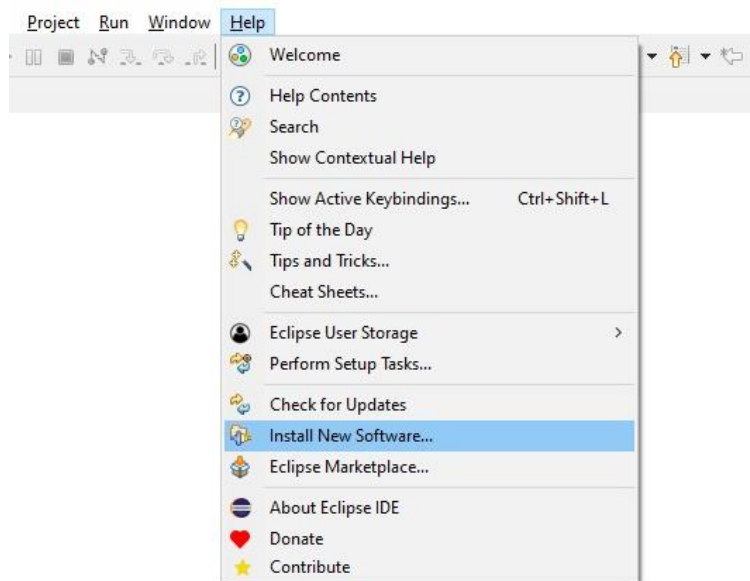 Project Run Window Help
Welcome
Help Contents
Search
Show Contextual Help
Show Active Keybindings... Ctrl+Shift+L
Tip of the Day
Tips and Tricks...
Cheat Sheets...
Eclipse User Storage
Perform Setup Tasks...
Check for Updates
Install New Software...
Eclipse Marketplace...
About Eclipse IDE
Donate
Contribute